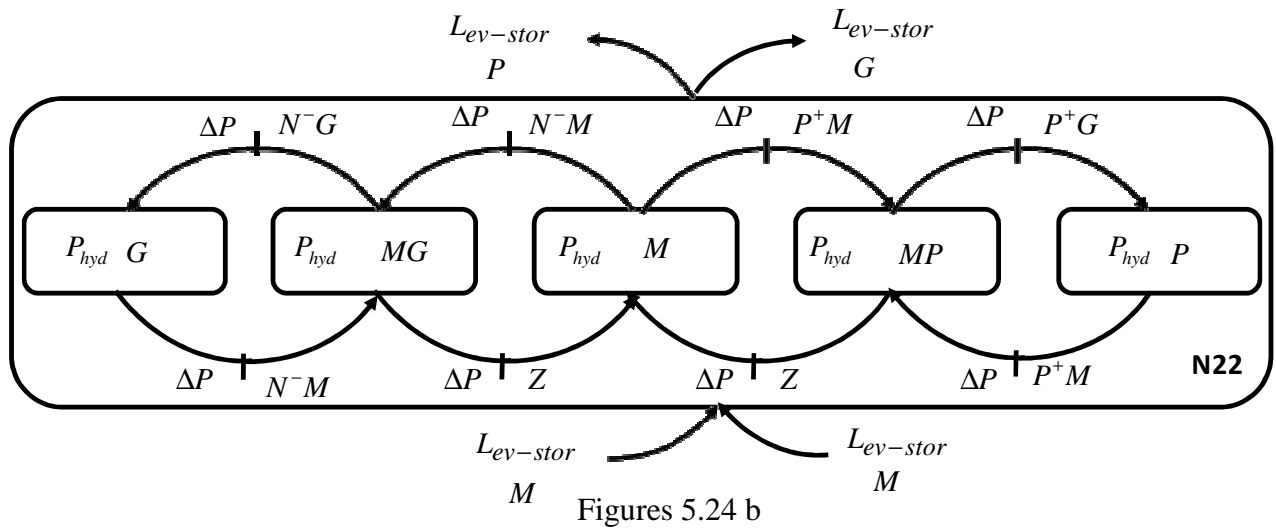 L_{ev-stor} L_{ev-stor}
P G
ΔP N⁻G ΔP N⁻M ΔP P⁺M ΔP P⁺G
P_{hyd} G P_{hyd} MG P_{hyd} M P_{hyd} MP P_{hyd} P
ΔP N⁻M ΔP Z ΔP Z ΔP P⁺M
N22
L_{ev-stor} L_{ev-stor}
M M
Figures 5.24 b